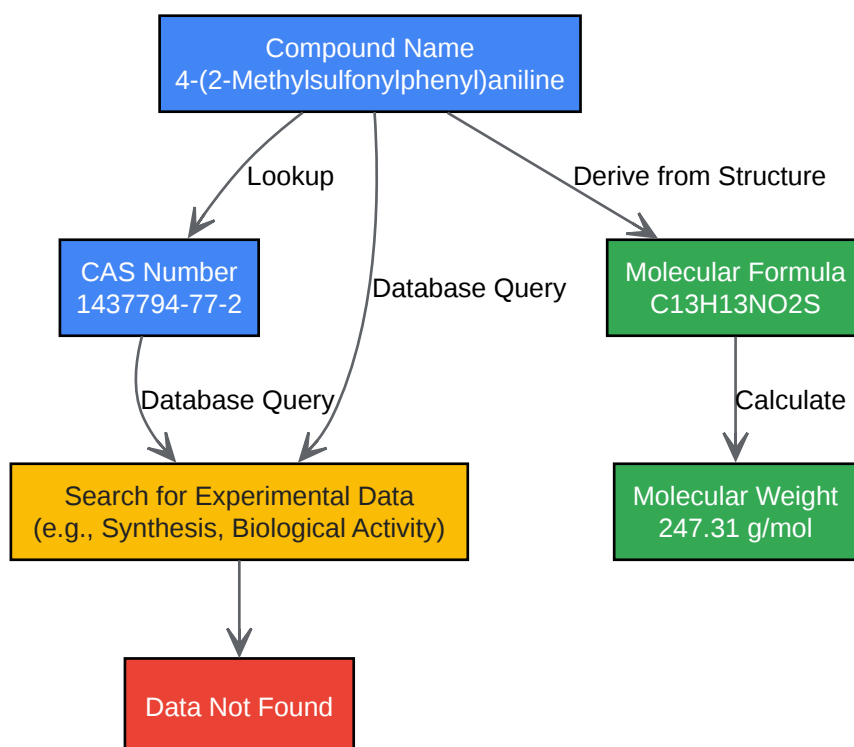 Compound Name
4-(2-Methylsulfonylphenyl)aniline
Lookup
Derive from Structure
CAS Number
1437794-77-2
Database Query
Molecular Formula
C13H13NO2S
Database Query
Calculate
Search for Experimental Data
(e.g., Synthesis, Biological Activity)
Molecular Weight
247.31 g/mol
Data Not Found